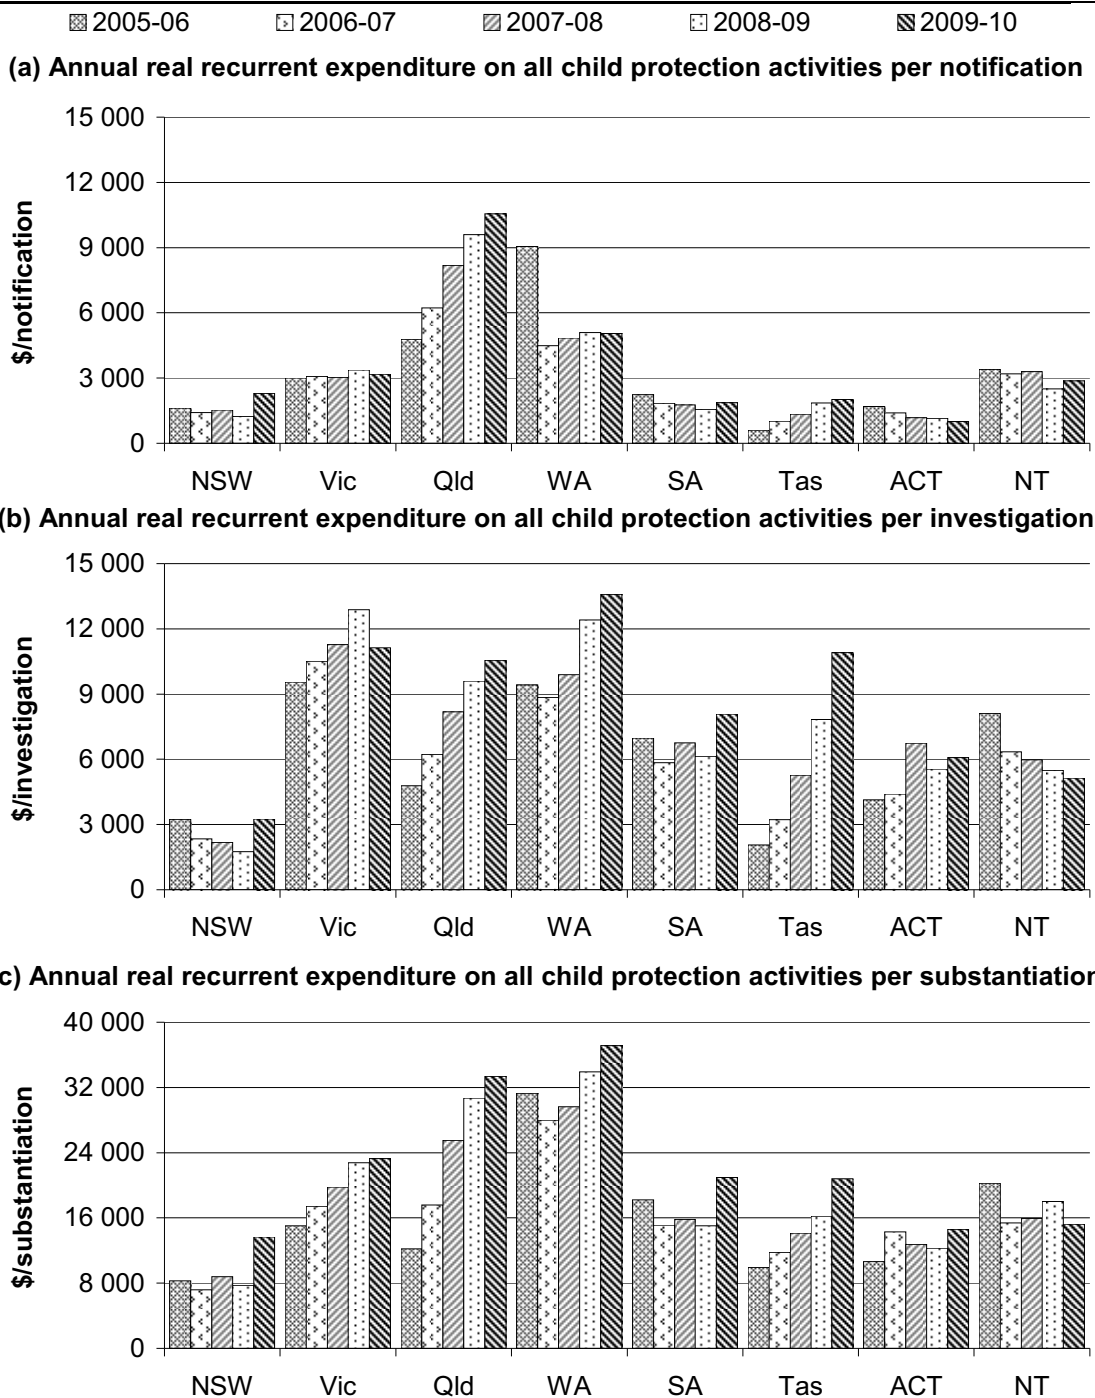 2005-06 2006-07 2007-08 2008-09 2009-10
(a) Annual real recurrent expenditure on all child protection activities per notification
15 000
12 000
9 000
6 000
3 000
0
$/notification
NSW Vic Qld WA SA Tas ACT NT
(b) Annual real recurrent expenditure on all child protection activities per investigation
15 000
12 000
9 000
6 000
3 000
0
$/investigation
NSW Vic Qld WA SA Tas ACT NT
c) Annual real recurrent expenditure on all child protection activities per substantiation
40 000
32 000
24 000
16 000
8 000
0
$/substantiation
NSW Vic Qld WA SA Tas ACT NT